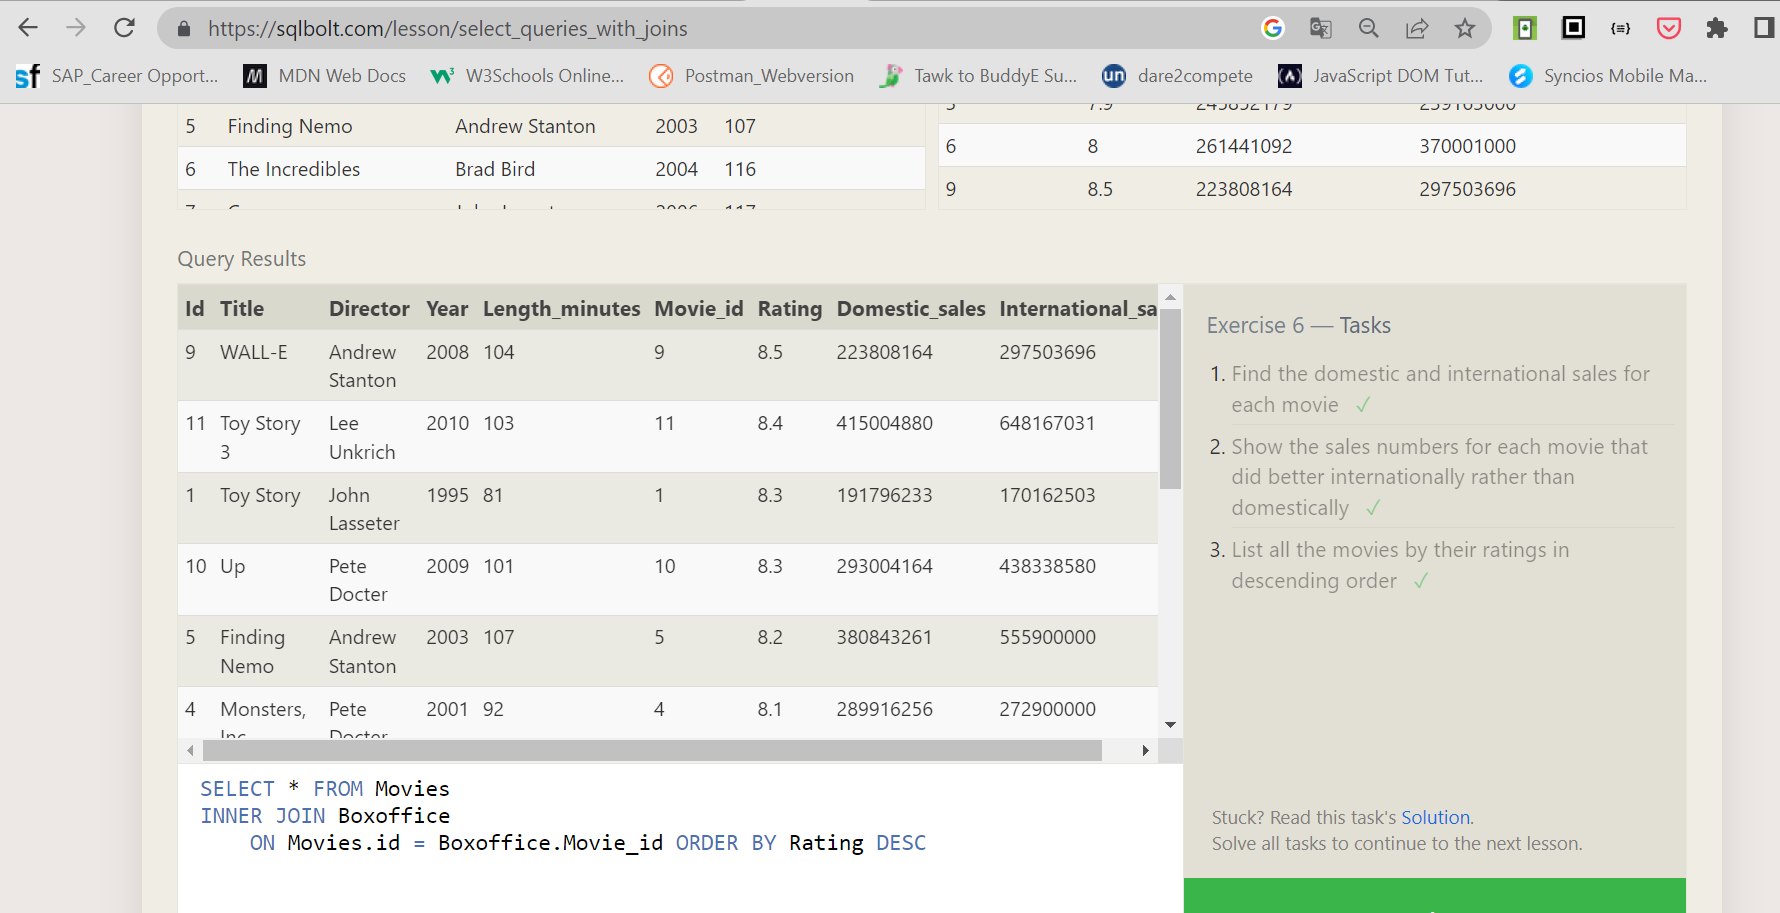 https://sqlbolt.com/lesson/select_queries_with_joins
SAP_Career Opport... MDN Web Docs W3Schools Online... Postman_Webversion Tawk to BuddyE Su... dare2compete JavaScript DOM Tut... Syncios Mobile Ma...
5 Finding Nemo Andrew Stanton 2003 107
6 The Incredibles Brad Bird 2004 116
5 7.9 245852179 239163000
6 8 261441092 370001000
9 8.5 223808164 297503696
Query Results
Id Title Director Year Length_minutes Movie_id Rating Domestic_sales International_sa
9 WALL-E Andrew Stanton 2008 104 9 8.5 223808164 297503696
11 Toy Story 3 Lee Unkrich 2010 103 11 8.4 415004880 648167031
1 Toy Story John Lasseter 1995 81 1 8.3 191796233 170162503
10 Up Pete Docter 2009 101 10 8.3 293004164 438338580
5 Finding Nemo Andrew Stanton 2003 107 5 8.2 380843261 555900000
4 Monsters, Inc Pete Docter 2001 92 4 8.1 289916256 272900000
SELECT * FROM Movies
INNER JOIN Boxoffice
ON Movies.id = Boxoffice.Movie_id ORDER BY Rating DESC
Exercise 6 — Tasks
1. Find the domestic and international sales for
each movie ✓
2. Show the sales numbers for each movie that
did better internationally rather than
domestically ✓
3. List all the movies by their ratings in
descending order ✓
Stuck? Read this task's Solution.
Solve all tasks to continue to the next lesson.